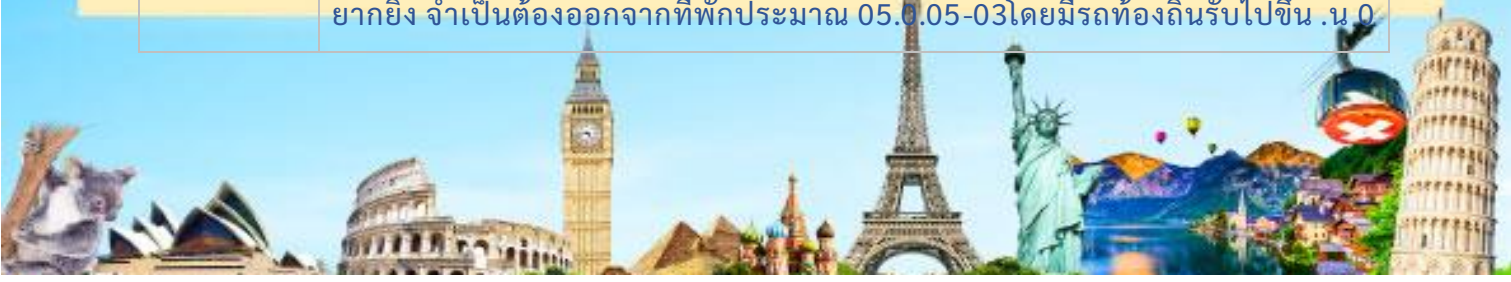 ยากยิ่ง จำเป็นต้องออกจากที่พักประมาณ 05.0.05-03โดยมีรถท้องถิ่นรับไปขึ้น .น 0